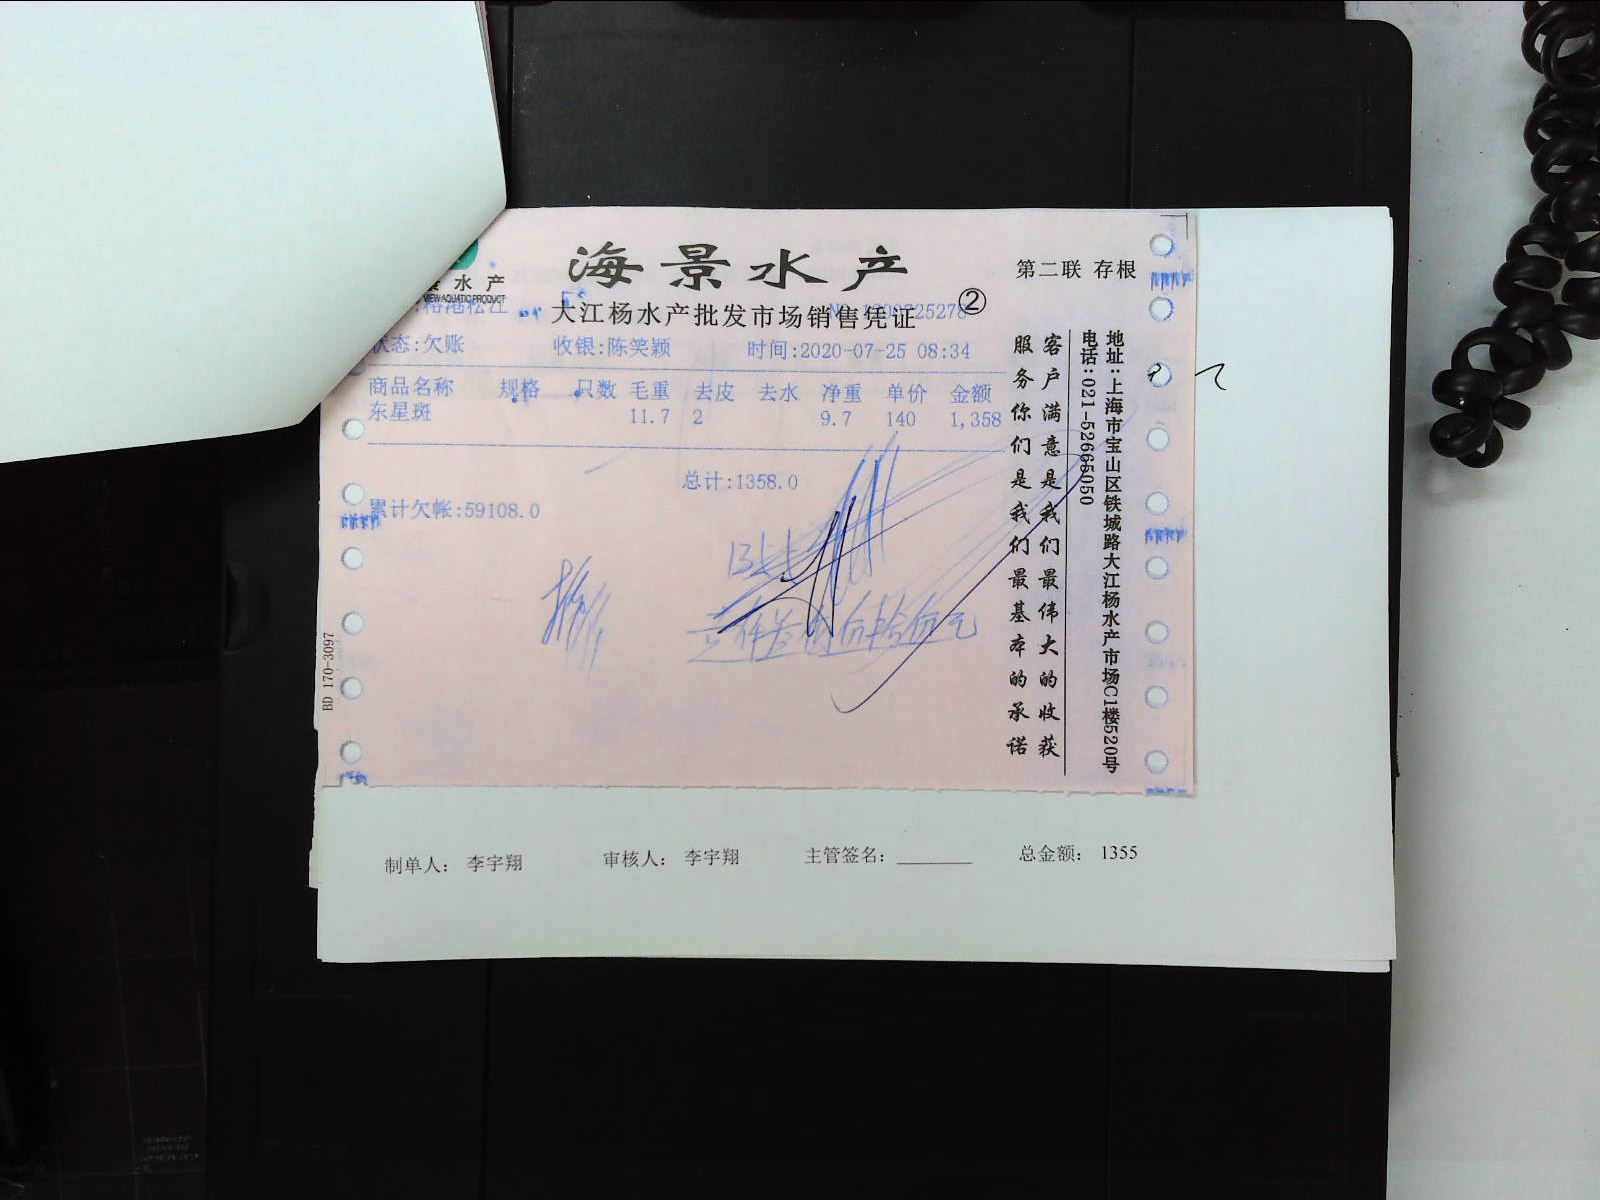 水产
VIEW AQUATIC PRODUCT
海景水产
第二联 存根
大江杨水产批发市场销售凭证
②
状态:欠账 收银:陈笑颖 时间:2020-07-25 08:34
商品名称 规格 只数 毛重 去皮 去水 净重 单价 金额
东星斑 11.7 2 9.7 140 1,358
总计:1358.0
累计欠帐:59108.0
客户满意是我们最伟大的收获
服务你们是我们最基本的承诺
地址:上海市宝山区铁城路大江杨水产市场C1楼520号
电话:021-52665050
BD 170-3097
制单人: 李宇翔 审核人: 李宇翔 主管签名: 总金额: 1355